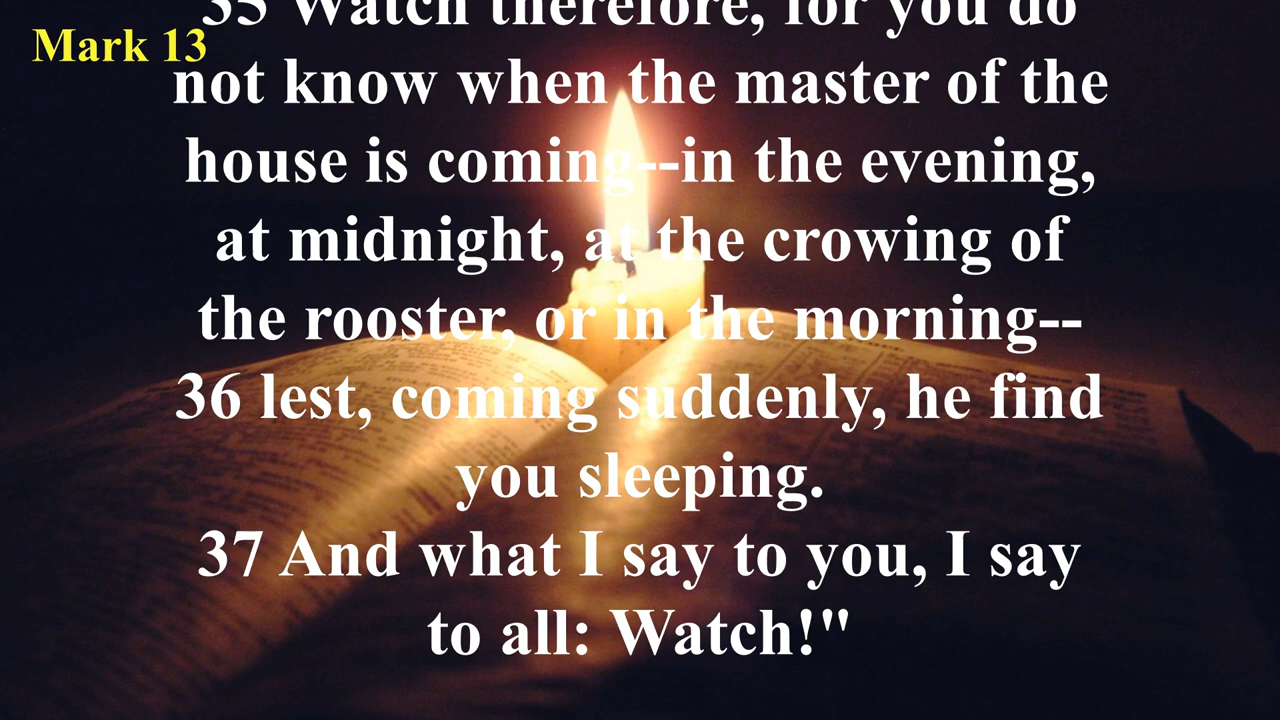 Mark 13
35 Watch therefore, for you do
not know when the master of the
house is coming--in the evening,
at midnight, at the crowing of
the rooster, or in the morning--
36 lest, coming suddenly, he find
you sleeping.
37 And what I say to you, I say
to all: Watch!"